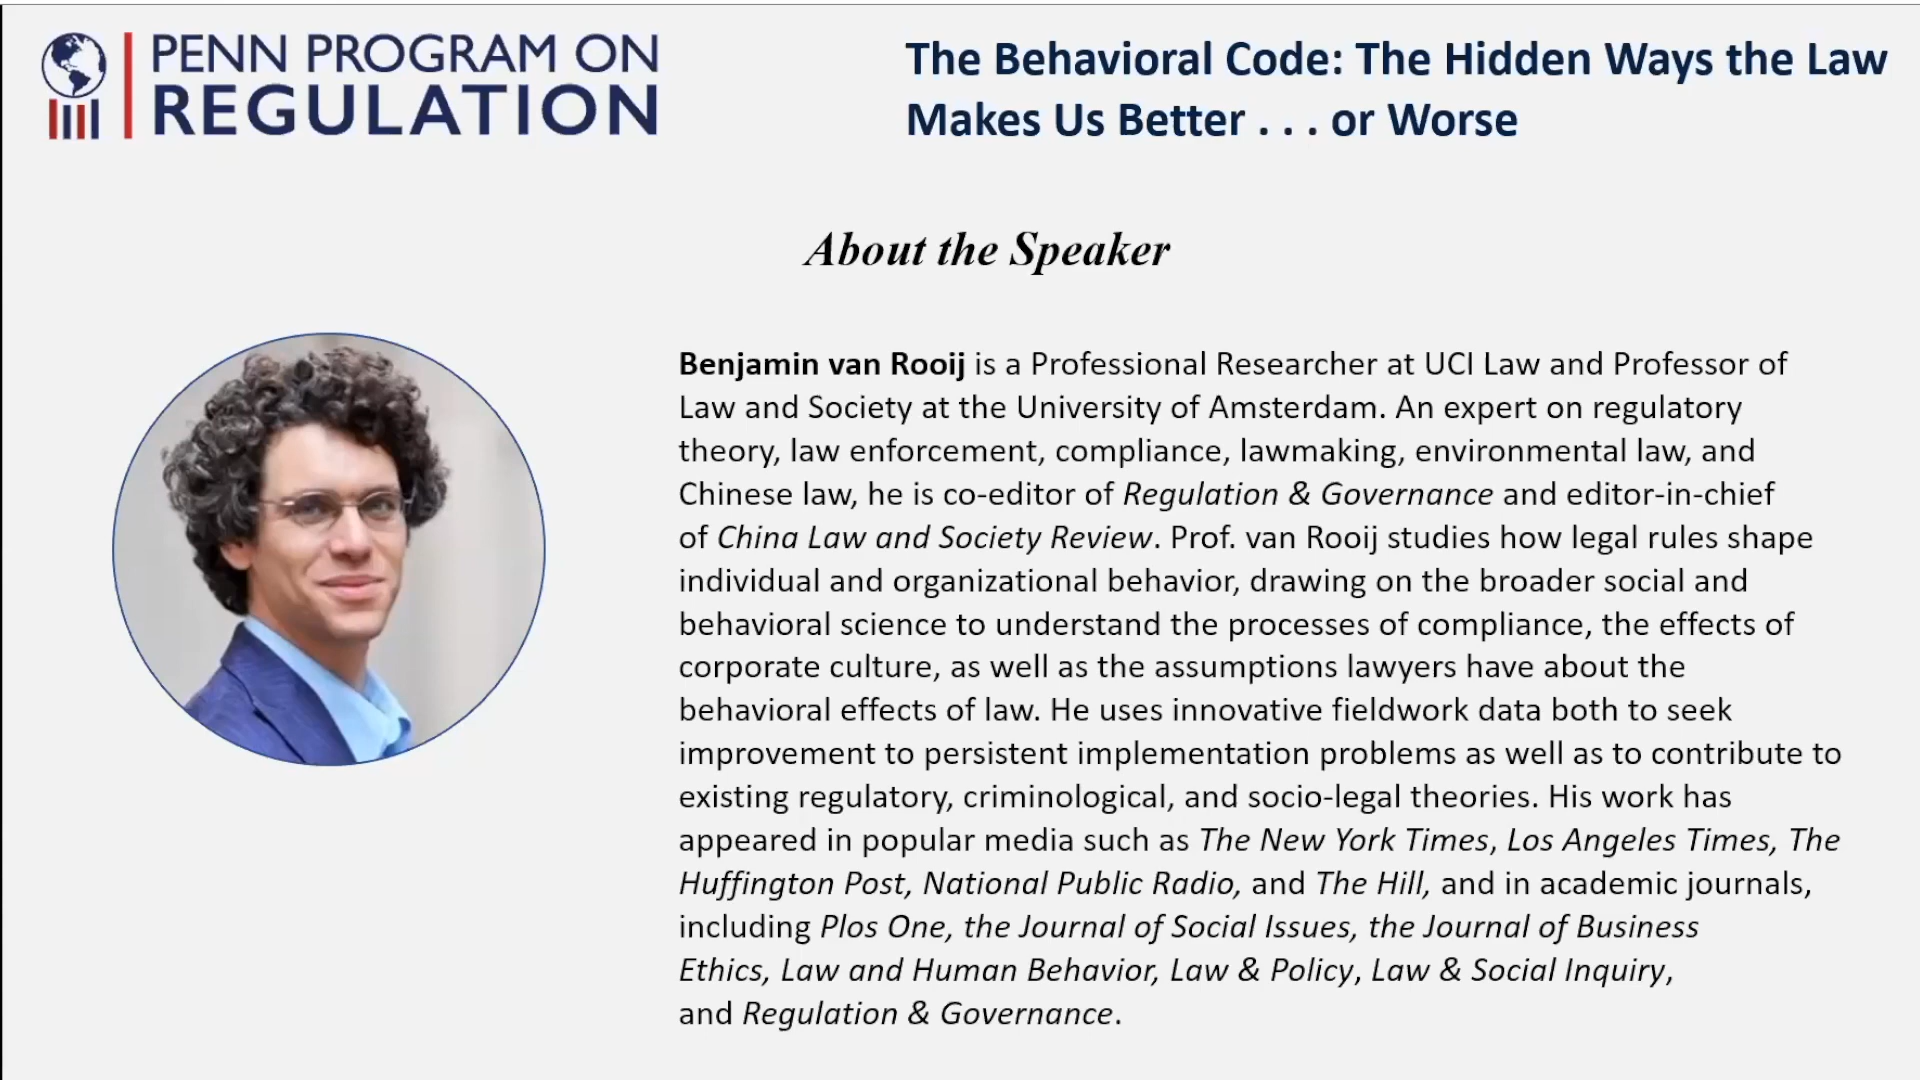 PENN PROGRAM ON
REGULATION
The Behavioral Code: The Hidden Ways the Law
Makes Us Better . . . or Worse
About the Speaker
Benjamin van Rooij is a Professional Researcher at UCI Law and Professor of
Law and Society at the University of Amsterdam. An expert on regulatory
theory, law enforcement, compliance, lawmaking, environmental law, and
Chinese law, he is co-editor of Regulation & Governance and editor-in-chief
of China Law and Society Review. Prof. van Rooij studies how legal rules shape
individual and organizational behavior, drawing on the broader social and
behavioral science to understand the processes of compliance, the effects of
corporate culture, as well as the assumptions lawyers have about the
behavioral effects of law. He uses innovative fieldwork data both to seek
improvement to persistent implementation problems as well as to contribute to
existing regulatory, criminological, and socio-legal theories. His work has
appeared in popular media such as The New York Times, Los Angeles Times, The
Huffington Post, National Public Radio, and The Hill, and in academic journals,
including Plos One, the Journal of Social Issues, the Journal of Business
Ethics, Law and Human Behavior, Law & Policy, Law & Social Inquiry,
and Regulation & Governance.